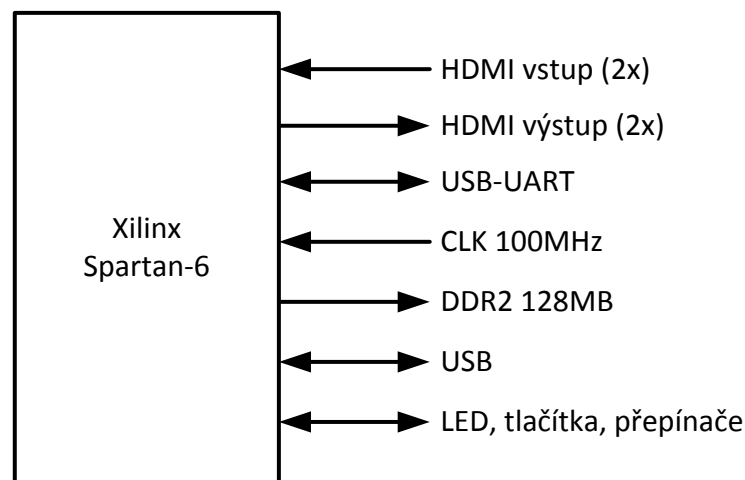 HDMI vstup (2x)
HDMI výstup (2x)
USB-UART
Xilinx
Spartan-6
CLK 100MHz
DDR2 128MB
USB
LED, tlačítka, přepínače